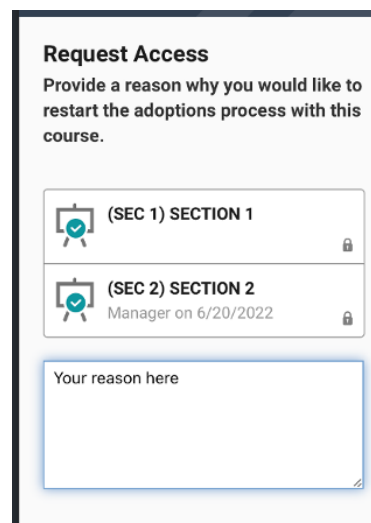 Request Access
Provide a reason why you would like to
restart the adoptions process with this
course.
(SEC 1) SECTION 1
(SEC 2) SECTION 2
Manager on 6/20/2022
Your reason here